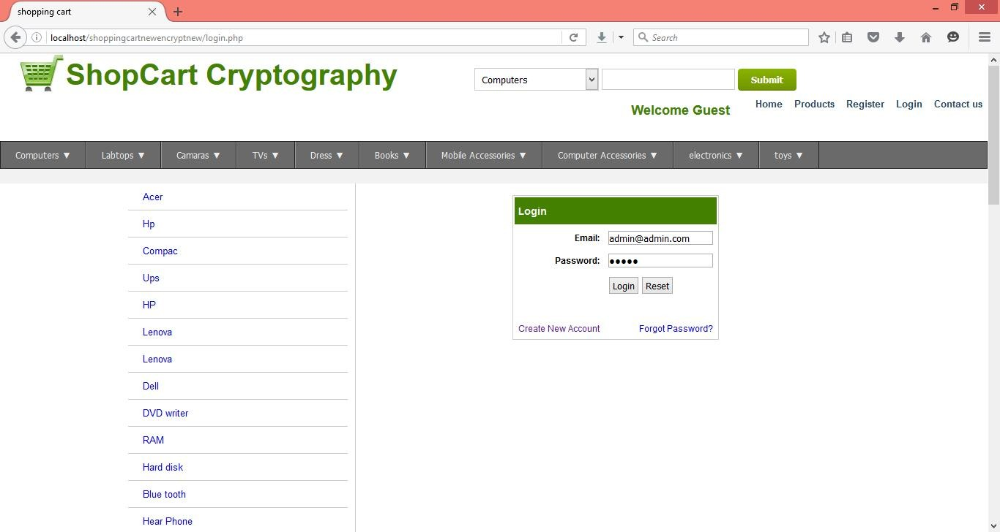 shopping cart
localhost/shoppingcartnewencryptnew/login.php
Search
ShopCart Cryptography
Computers
Submit
Welcome Guest
Home Products Register Login Contact us
Computers ▼ Labtops ▼ Camaras ▼ TVs ▼ Dress ▼ Books ▼ Mobile Accessories ▼ Computer Accessories ▼ electronics ▼ toys ▼
Acer
Hp
Compac
Ups
HP
Lenova
Lenova
Dell
DVD writer
RAM
Hard disk
Blue tooth
Hear Phone
Login
Email: admin@admin.com
Password: ●●●●●
Login Reset
Create New Account Forgot Password?